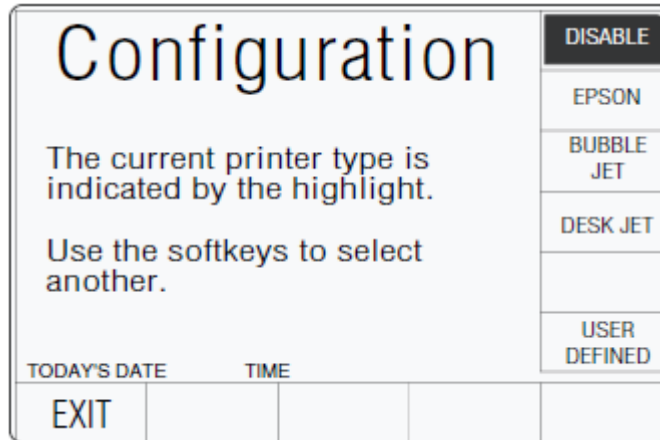 Configuration
The current printer type is
indicated by the highlight.
Use the softkeys to select
another.
TODAY'S DATE TIME
EXIT
DISABLE
EPSON
BUBBLE
JET
DESK JET
USER
DEFINED